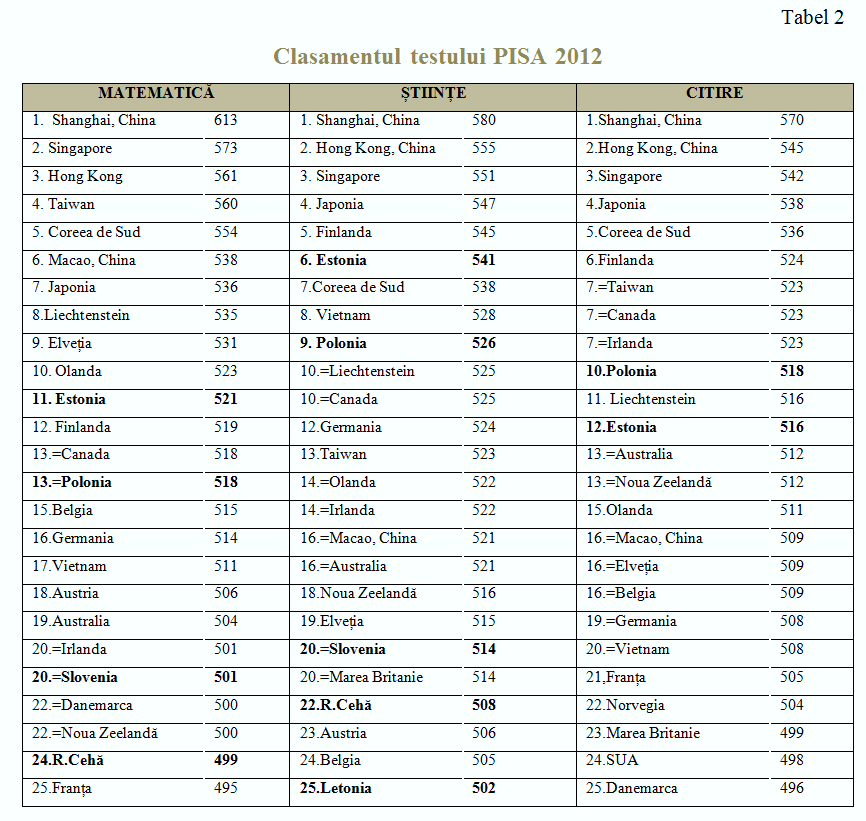 Tabel 2
Clasamentul testului PISA 2012
MATEMATICĂ ȘTIINȚE CITIRE
1. Shanghai, China 613 1. Shanghai, China 580 1.Shanghai, China 570
2. Singapore 573 2. Hong Kong, China 555 2.Hong Kong, China 545
3. Hong Kong 561 3. Singapore 551 3.Singapore 542
4. Taiwan 560 4. Japonia 547 4.Japonia 538
5. Coreea de Sud 554 5. Finlanda 545 5.Coreea de Sud 536
6. Macao, China 538 6. Estonia 541 6.Finlanda 524
7. Japonia 536 7.Coreea de Sud 538 7.=Taiwan 523
8.Liechtenstein 535 8. Vietnam 528 7.=Canada 523
9. Elveția 531 9. Polonia 526 7.=Irlanda 523
10. Olanda 523 10.=Liechtenstein 525 10.Polonia 518
11. Estonia 521 10.=Canada 525 11. Liechtenstein 516
12. Finlanda 519 12.Germania 524 12.Estonia 516
13.=Canada 518 13.Taiwan 523 13.=Australia 512
13.=Polonia 518 14.=Olanda 522 13.=Noua Zeelandă 512
15.Belgia 515 14.=Irlanda 522 15.Olanda 511
16.Germania 514 16.=Macao, China 521 16.=Macao, China 509
17.Vietnam 511 16.=Australia 521 16.=Elveția 509
18.Austria 506 18.Noua Zeelandă 516 16.=Belgia 509
19.Australia 504 19.Elveția 515 19.=Germania 508
20.=Irlanda 501 20.=Slovenia 514 20.=Vietnam 508
20.=Slovenia 501 20.=Marea Britanie 514 21,Franța 505
22.=Danemarca 500 22.R.Cehă 508 22.Norvegia 504
22.=Noua Zeelandă 500 23.Austria 506 23.Marea Britanie 499
24.R.Cehă 499 24.Belgia 505 24.SUA 498
25.Franța 495 25.Letonia 502 25.Danemarca 496